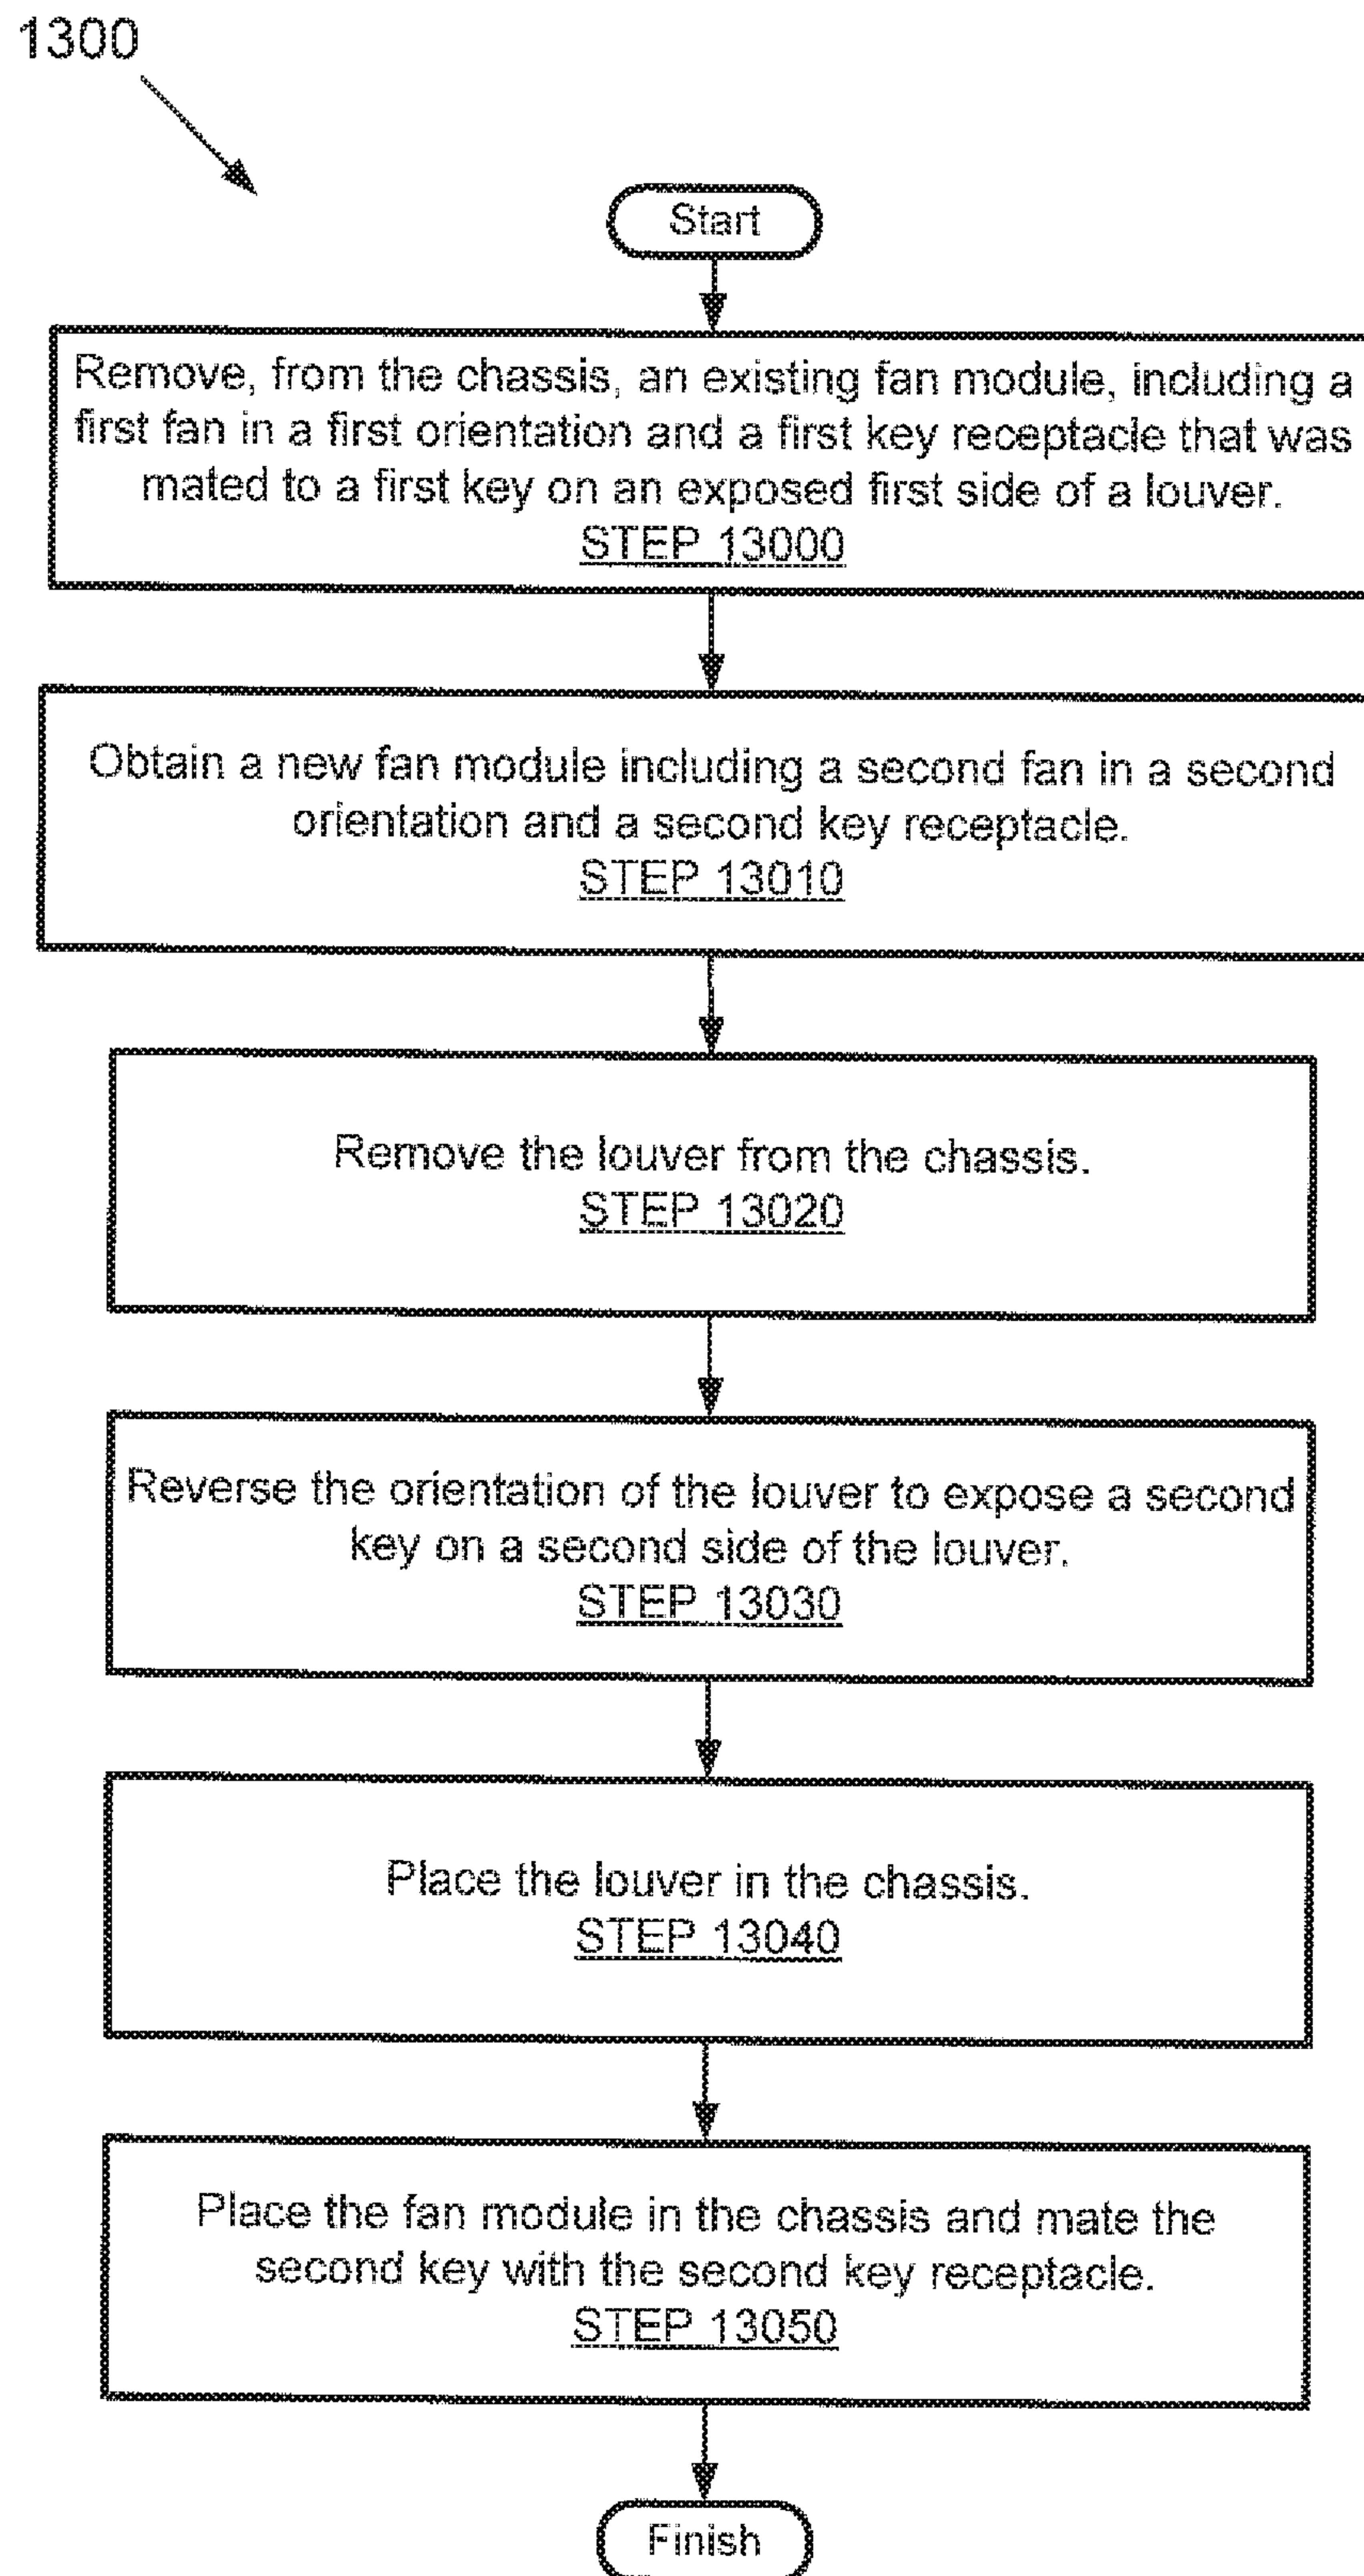 1300
Start
Remove, from the chassis, an existing fan module, including a
first fan in a first orientation and a first key receptacle that was
mated to a first key on an exposed first side of a louver.
STEP 13000
Obtain a new fan module including a second fan in a second
orientation and a second key receptacle.
STEP 13010
Remove the louver from the chassis.
STEP 13020
Reverse the orientation of the louver to expose a second
key on a second side of the louver.
STEP 13030
Place the louver in the chassis.
STEP 13040
Place the fan module in the chassis and mate the
second key with the second key receptacle.
STEP 13050
Finish